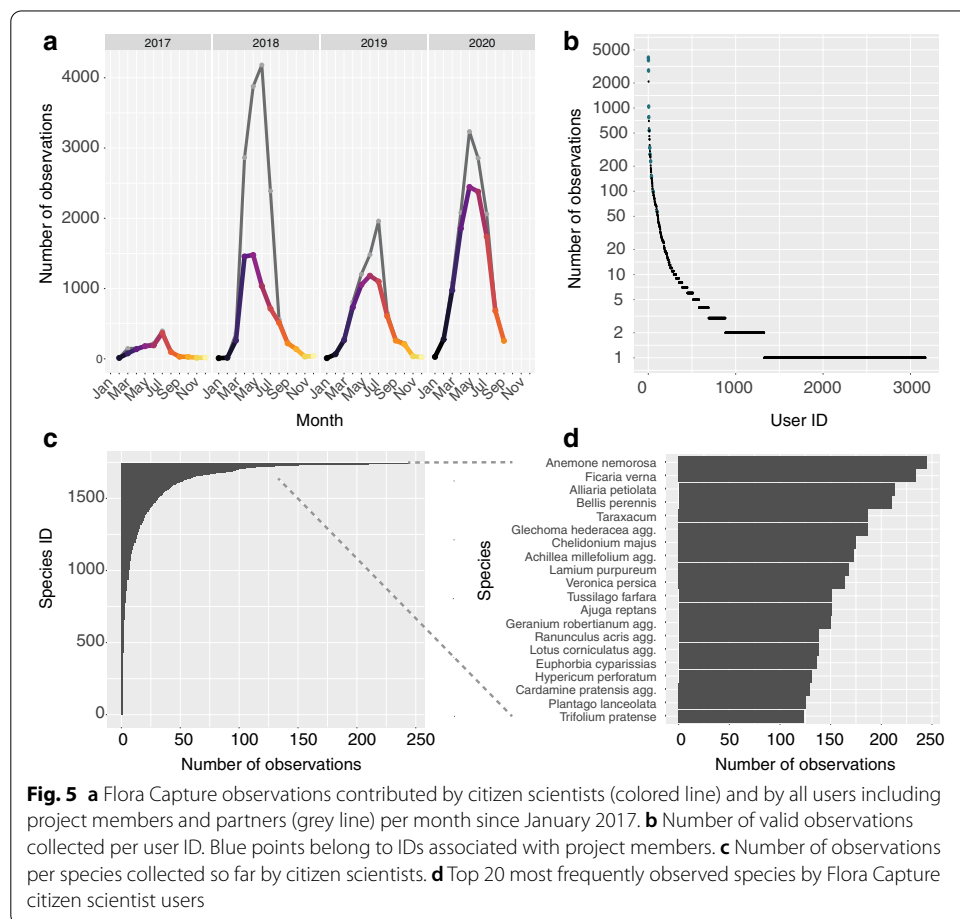 a
2017 2018 2019 2020
4000
3000
2000
1000
0
Number of observations
Jan Mar May Jul Sep Nov Jan Mar May Jul Sep Nov Jan Mar May Jul Sep Nov Jan Mar May Jul Sep Nov
Month
b
5000
2000
1000
500
200
100
50
20
10
5
2
1
Number of observations
0 1000 2000 3000
User ID
c
1500
1000
500
0
Species ID
0 50 100 150 200 250
Number of observations
d
Species
Anemone nemorosa
Ficaria verna
Alliaria petiolata
Bellis perennis
Taraxacum
Glechoma hederacea agg.
Chelidonium majus
Achillea millefolium agg.
Lamium purpureum
Veronica persica
Tussilago farfara
Ajuga reptans
Geranium robertianum agg.
Ranunculus acris agg.
Lotus corniculatus agg.
Euphorbia cyparissias
Hypericum perforatum
Cardamine pratensis agg.
Plantago lanceolata
Trifolium pratense
0 50 100 150 200 250
Number of observations
Fig. 5 a Flora Capture observations contributed by citizen scientists (colored line) and by all users including
project members and partners (grey line) per month since January 2017. b Number of valid observations
collected per user ID. Blue points belong to IDs associated with project members. c Number of observations
per species collected so far by citizen scientists. d Top 20 most frequently observed species by Flora Capture
citizen scientist users